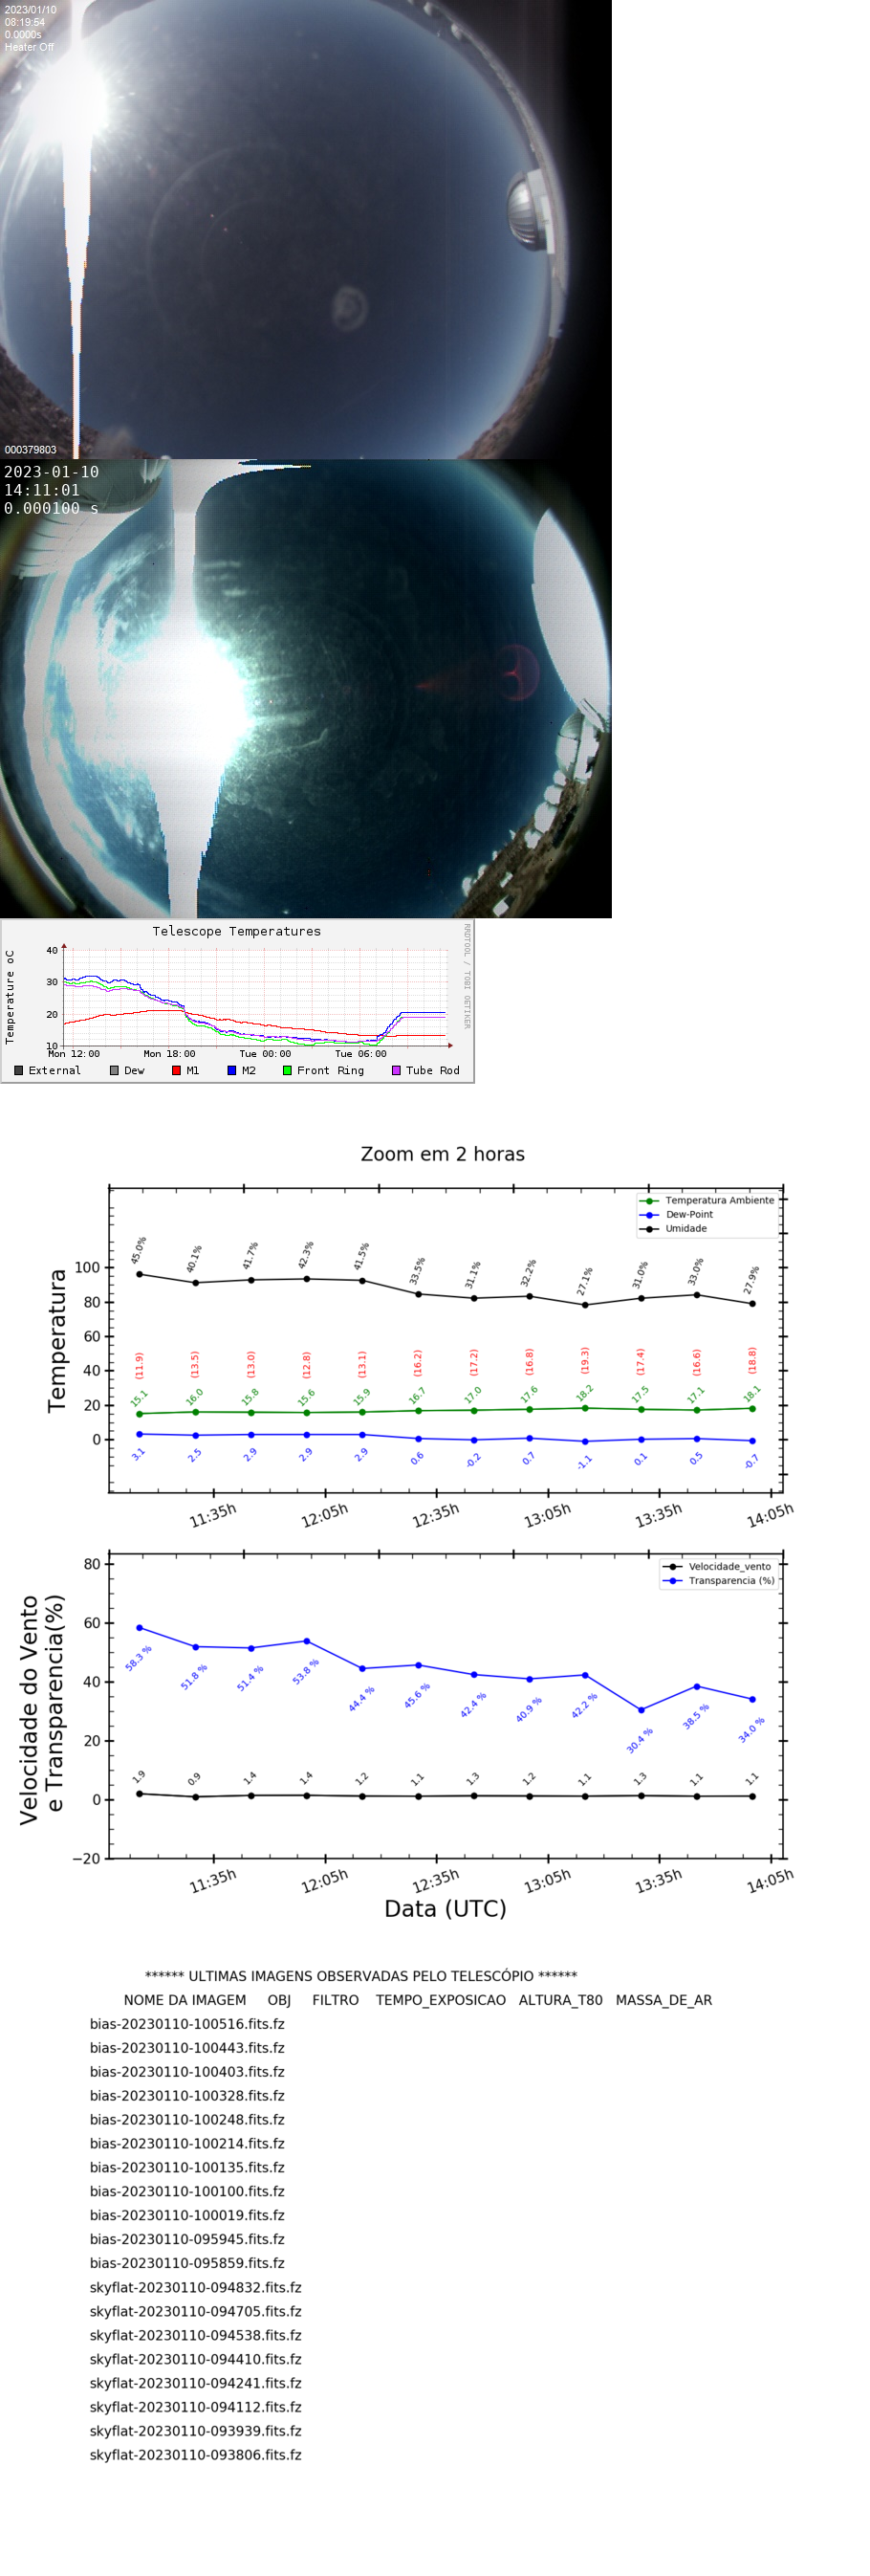 2023/01/10
08:19:54
0.0000s
Heater Off
000379803
2023-01-10
14:11:01
0.000100 s
Telescope Temperatures
RRDTOOL / TOBI OETIKER
Temperature oC
40
30
20
10
Mon 12:00 Mon 18:00 Tue 00:00 Tue 06:00
External Dew M1 M2 Front Ring Tube Rod
Zoom em 2 horas
Temperatura Ambiente
Dew-Point
Umidade
Temperatura
100
80
60
40
20
0
45.0% 40.1% 41.7% 42.3% 41.5% 33.5% 31.1% 32.2% 27.1% 31.0% 33.0% 27.9%
(11.9) (13.5) (13.0) (12.8) (13.1) (16.2) (17.2) (16.8) (19.3) (17.4) (16.6) (18.8)
15.1 16.0 15.8 15.6 15.9 16.7 17.0 17.6 18.2 17.5 17.1 18.1
3.1 2.5 2.9 2.9 2.9 0.6 -0.2 0.7 -1.1 0.1 0.5 -0.7
11:35h 12:05h 12:35h 13:05h 13:35h 14:05h
Velocidade_vento
Transparencia (%)
Velocidade do Vento
e Transparencia(%)
80
60
40
20
0
−20
58.3 % 51.8 % 51.4 % 53.8 % 44.4 % 45.6 % 42.4 % 40.9 % 42.2 % 30.4 % 38.5 % 34.0 %
1.9 0.9 1.4 1.4 1.2 1.1 1.3 1.2 1.1 1.3 1.1 1.1
11:35h 12:05h 12:35h 13:05h 13:35h 14:05h
Data (UTC)
****** ULTIMAS IMAGENS OBSERVADAS PELO TELESCÓPIO ******
NOME DA IMAGEM OBJ FILTRO TEMPO_EXPOSICAO ALTURA_T80 MASSA_DE_AR
bias-20230110-100516.fits.fz
bias-20230110-100443.fits.fz
bias-20230110-100403.fits.fz
bias-20230110-100328.fits.fz
bias-20230110-100248.fits.fz
bias-20230110-100214.fits.fz
bias-20230110-100135.fits.fz
bias-20230110-100100.fits.fz
bias-20230110-100019.fits.fz
bias-20230110-095945.fits.fz
bias-20230110-095859.fits.fz
skyflat-20230110-094832.fits.fz
skyflat-20230110-094705.fits.fz
skyflat-20230110-094538.fits.fz
skyflat-20230110-094410.fits.fz
skyflat-20230110-094241.fits.fz
skyflat-20230110-094112.fits.fz
skyflat-20230110-093939.fits.fz
skyflat-20230110-093806.fits.fz